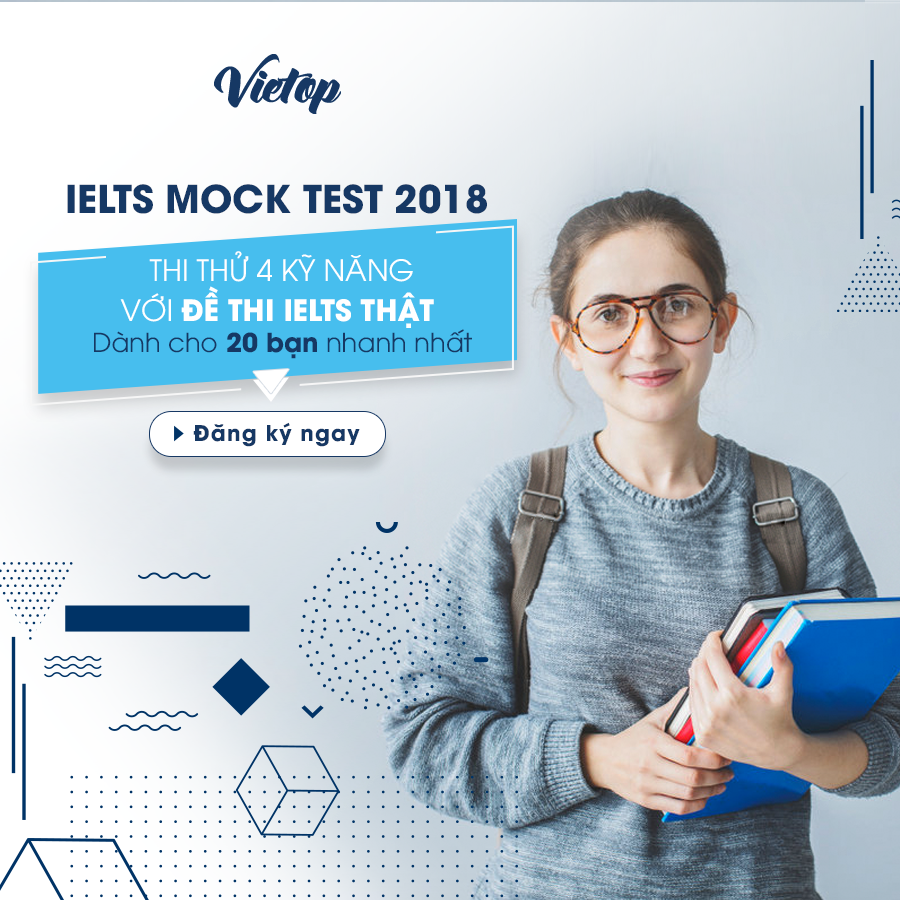 Vietop
IELTS MOCK TEST 2018
THI THỬ 4 KỸ NĂNG
VỚI ĐỀ THI IELTS THẬT
Dành cho 20 bạn nhanh nhất
Đăng ký ngay